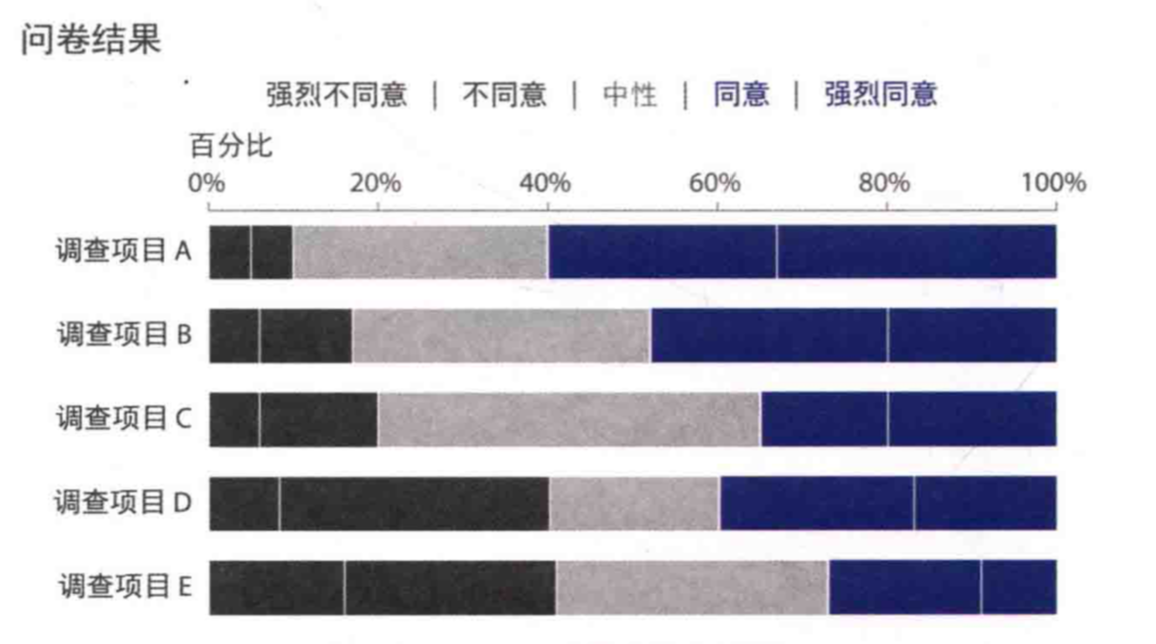 问卷结果
强烈不同意 | 不同意 | 中性 | 同意 | 强烈同意
百分比
0% 20% 40% 60% 80% 100%
调查项目 A
调查项目 B
调查项目 C
调查项目 D
调查项目 E